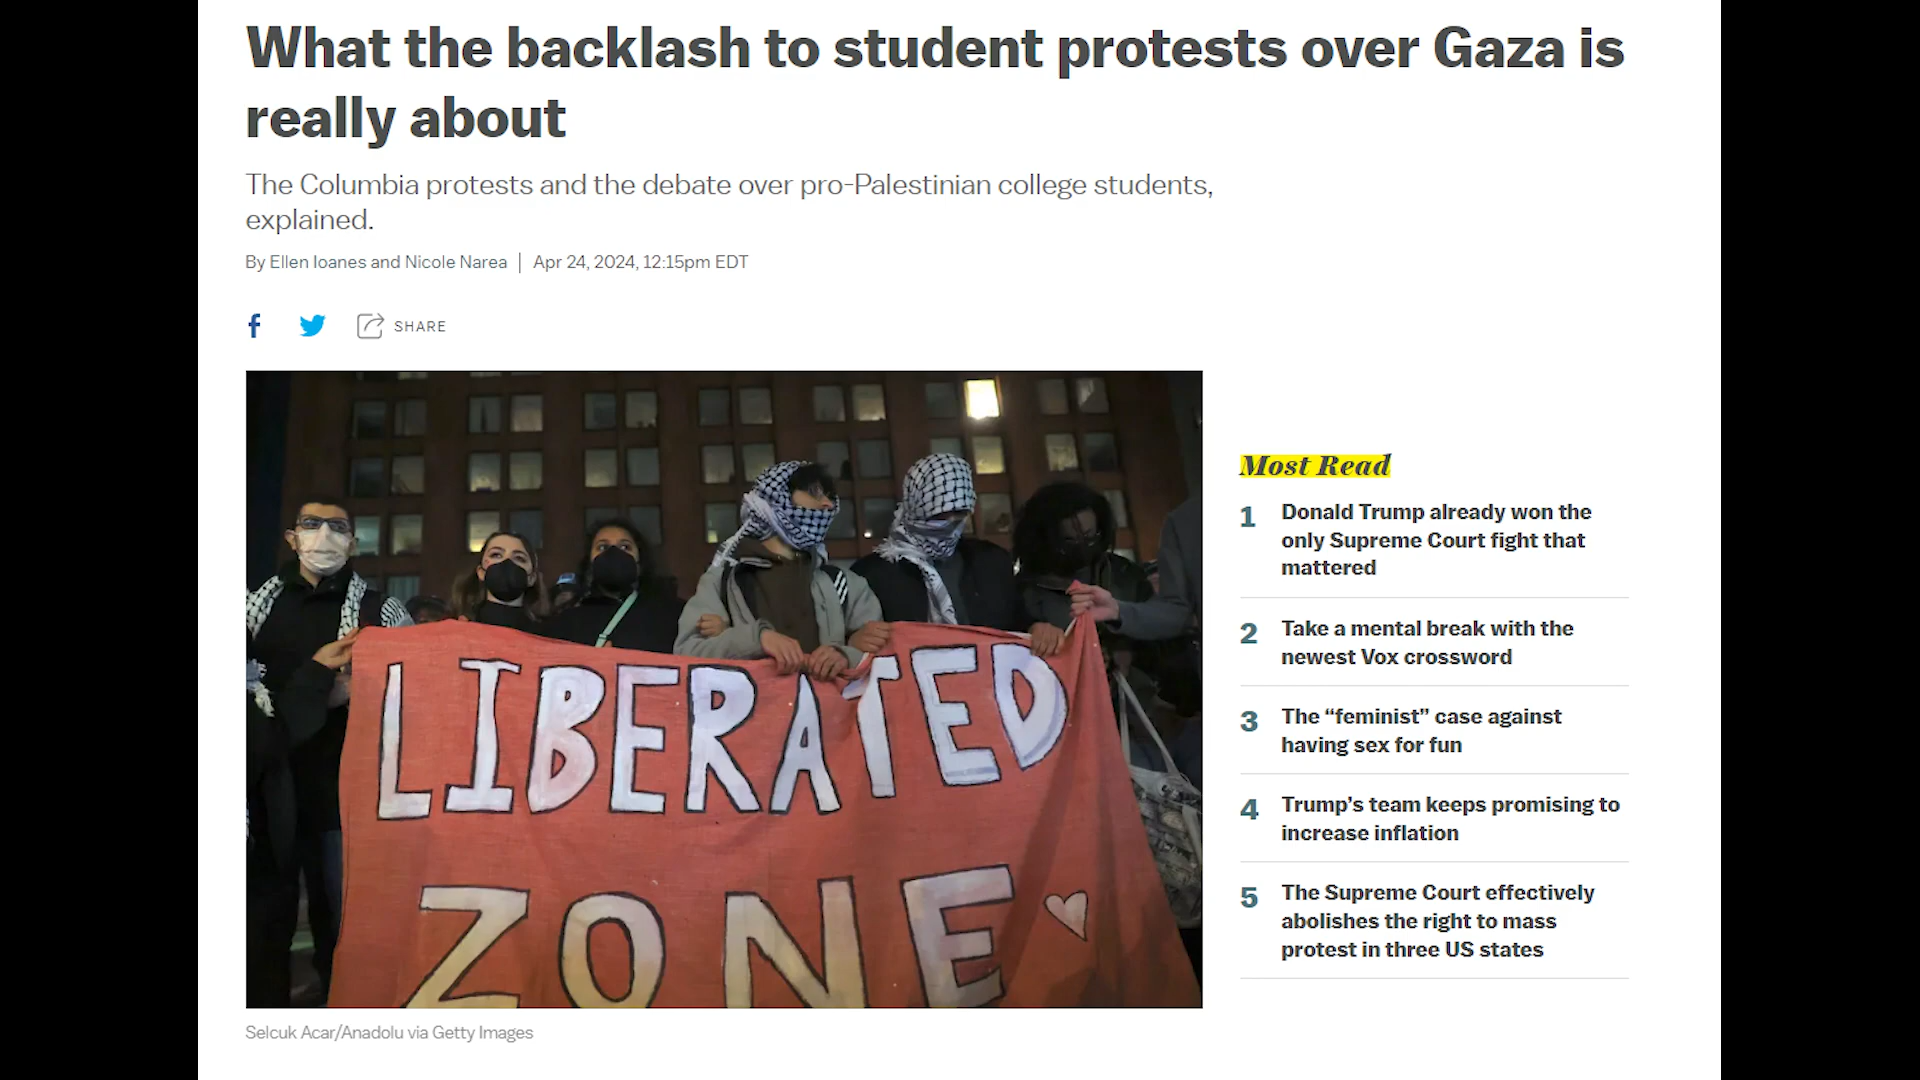 What the backlash to student protests over Gaza is
really about
The Columbia protests and the debate over pro-Palestinian college students,
explained.
By Ellen Ioanes and Nicole Narea | Apr 24, 2024, 12:15pm EDT
SHARE
LIBERATED
ZONE
Selcuk Acar/Anadolu via Getty Images
Most Read
1 Donald Trump already won the
only Supreme Court fight that
mattered
2 Take a mental break with the
newest Vox crossword
3 The “feminist” case against
having sex for fun
4 Trump’s team keeps promising to
increase inflation
5 The Supreme Court effectively
abolishes the right to mass
protest in three US states